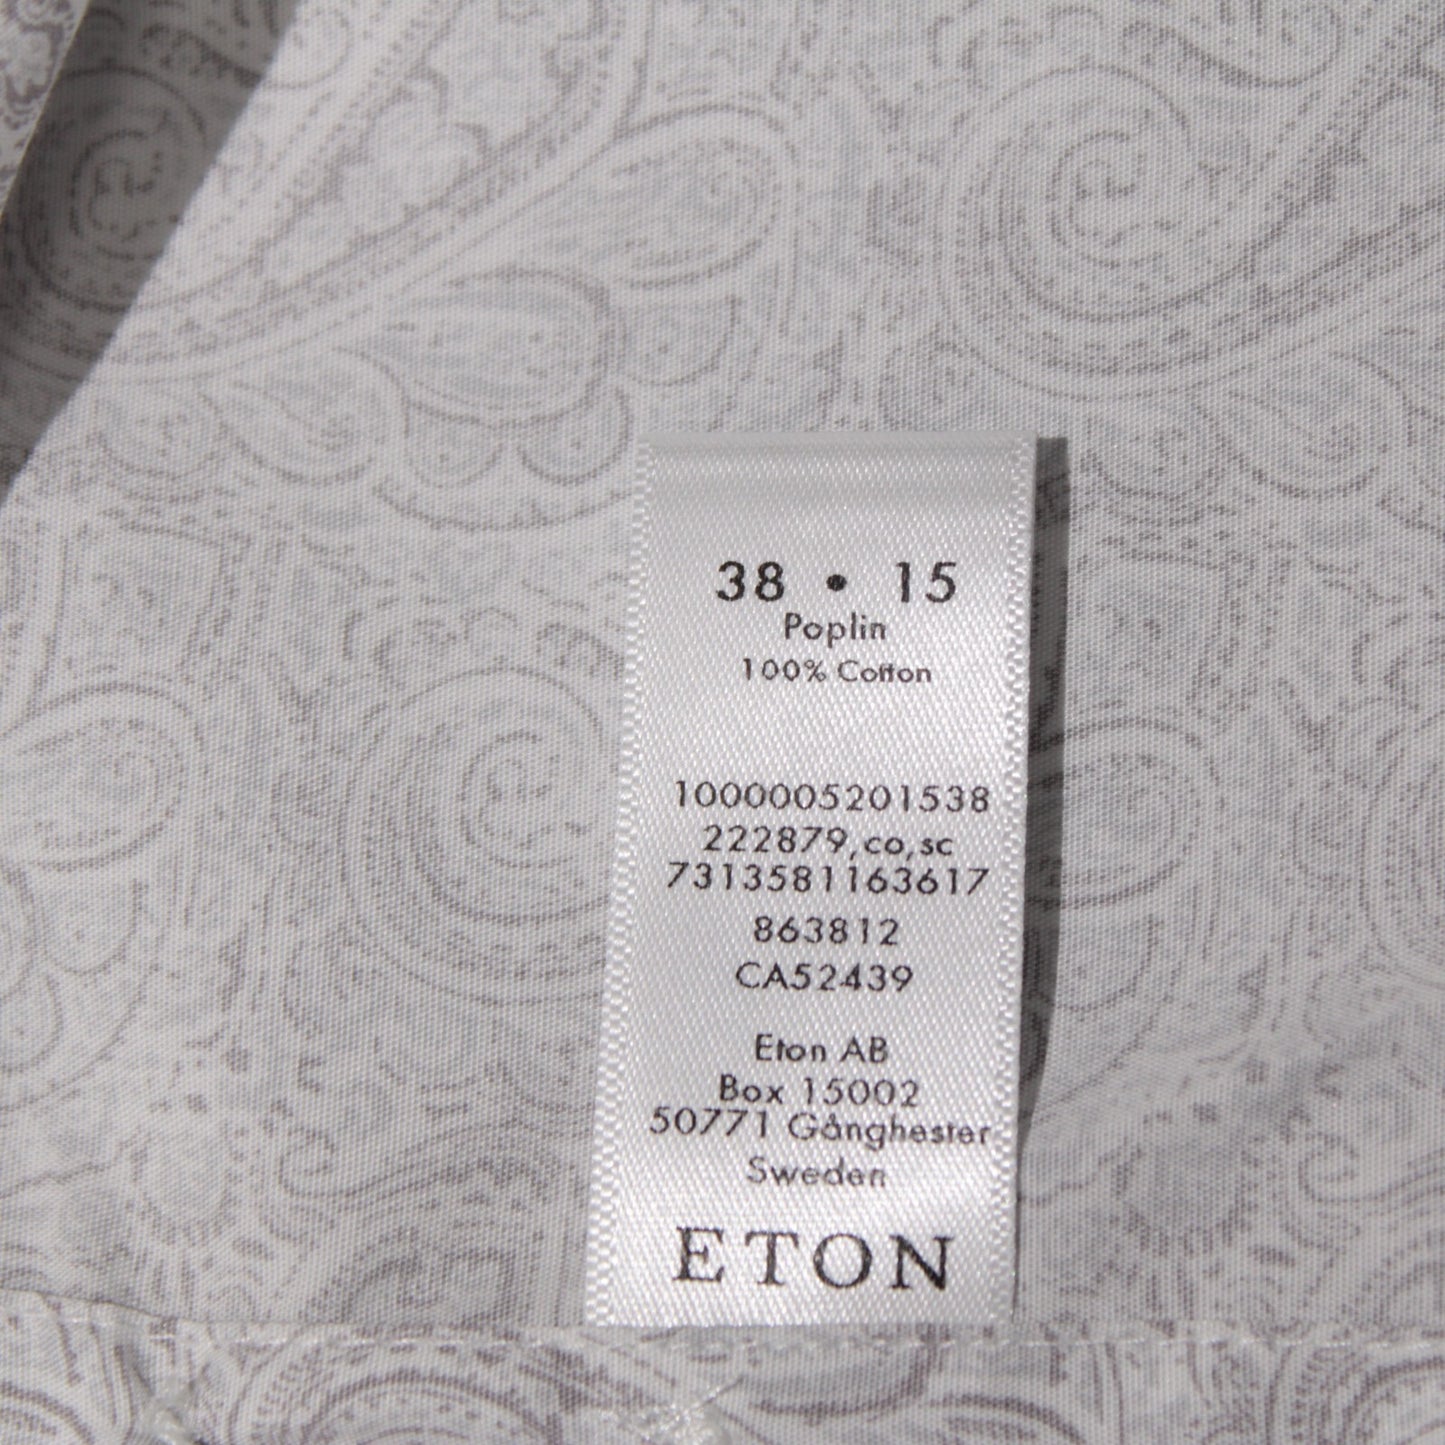 38 • 15
Poplin
100% Cotton
1000005201538
222879,co,sc
7313581163617
863812
CA52439
Eton AB
Box 15002
50771 Gånghester
Sweden
ETON